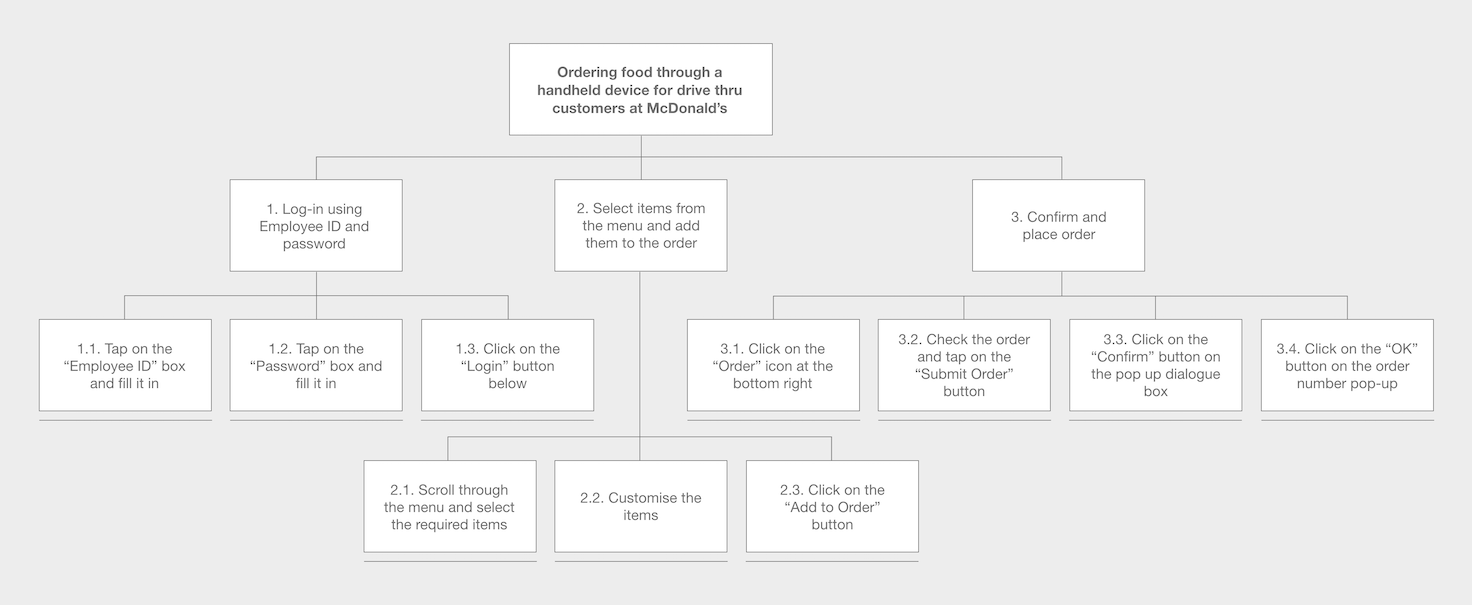 Ordering food through a
handheld device for drive thru
customers at McDonald’s
1. Log-in using
Employee ID and
password
2. Select items from
the menu and add
them to the order
3. Confirm and
place order
1.1. Tap on the
“Employee ID” box
and fill it in
1.2. Tap on the
“Password” box and
fill it in
1.3. Click on the
“Login” button
below
3.1. Click on the
“Order” icon at the
bottom right
3.2. Check the order
and tap on the
“Submit Order”
button
3.3. Click on the
“Confirm” button on
the pop up dialogue
box
3.4. Click on the “OK”
button on the order
number pop-up
2.1. Scroll through
the menu and select
the required items
2.2. Customise the
items
2.3. Click on the
“Add to Order”
button